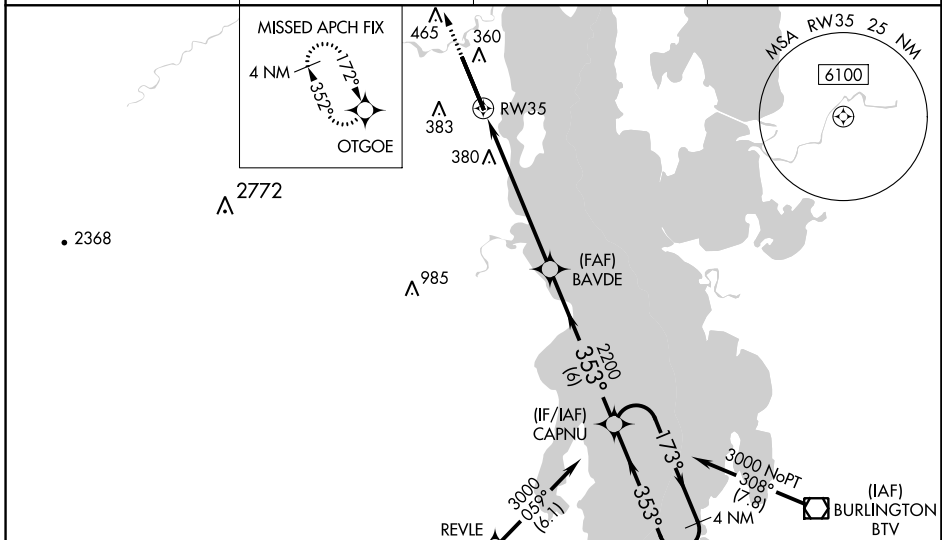 MISSED APCH FIX
4 NM
172°
352°
OTGOE
465
360
383
RW35
380
MSA RW35 25 NM
6100
2772
2368
985
(FAF)
BAVDE
2200
353°
(6)
(IF/IAF)
CAPNU
173°
3000 NoPT
308°
(7.8)
(IAF)
BURLINGTON
BTV
3000
059°
(6.1)
353°
4 NM
REVLE